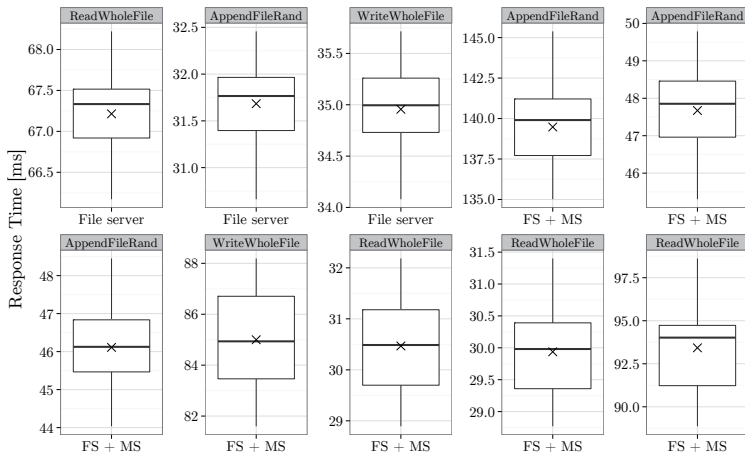 ReadWholeFile AppendFileRand WriteWholeFile AppendFileRand AppendFileRand
68.0 67.5 67.0 66.5
32.5 32.0 31.5 31.0
35.5 35.0 34.5 34.0
145.0 142.5 140.0 137.5 135.0
50 49 48 47 46
File server File server File server FS + MS FS + MS
Response Time [ms]
AppendFileRand WriteWholeFile ReadWholeFile ReadWholeFile ReadWholeFile
48 47 46 45 44
88 86 84 82
32 31 30 29
31.5 31.0 30.5 30.0 29.5 29.0
97.5 95.0 92.5 90.0
FS + MS FS + MS FS + MS FS + MS FS + MS